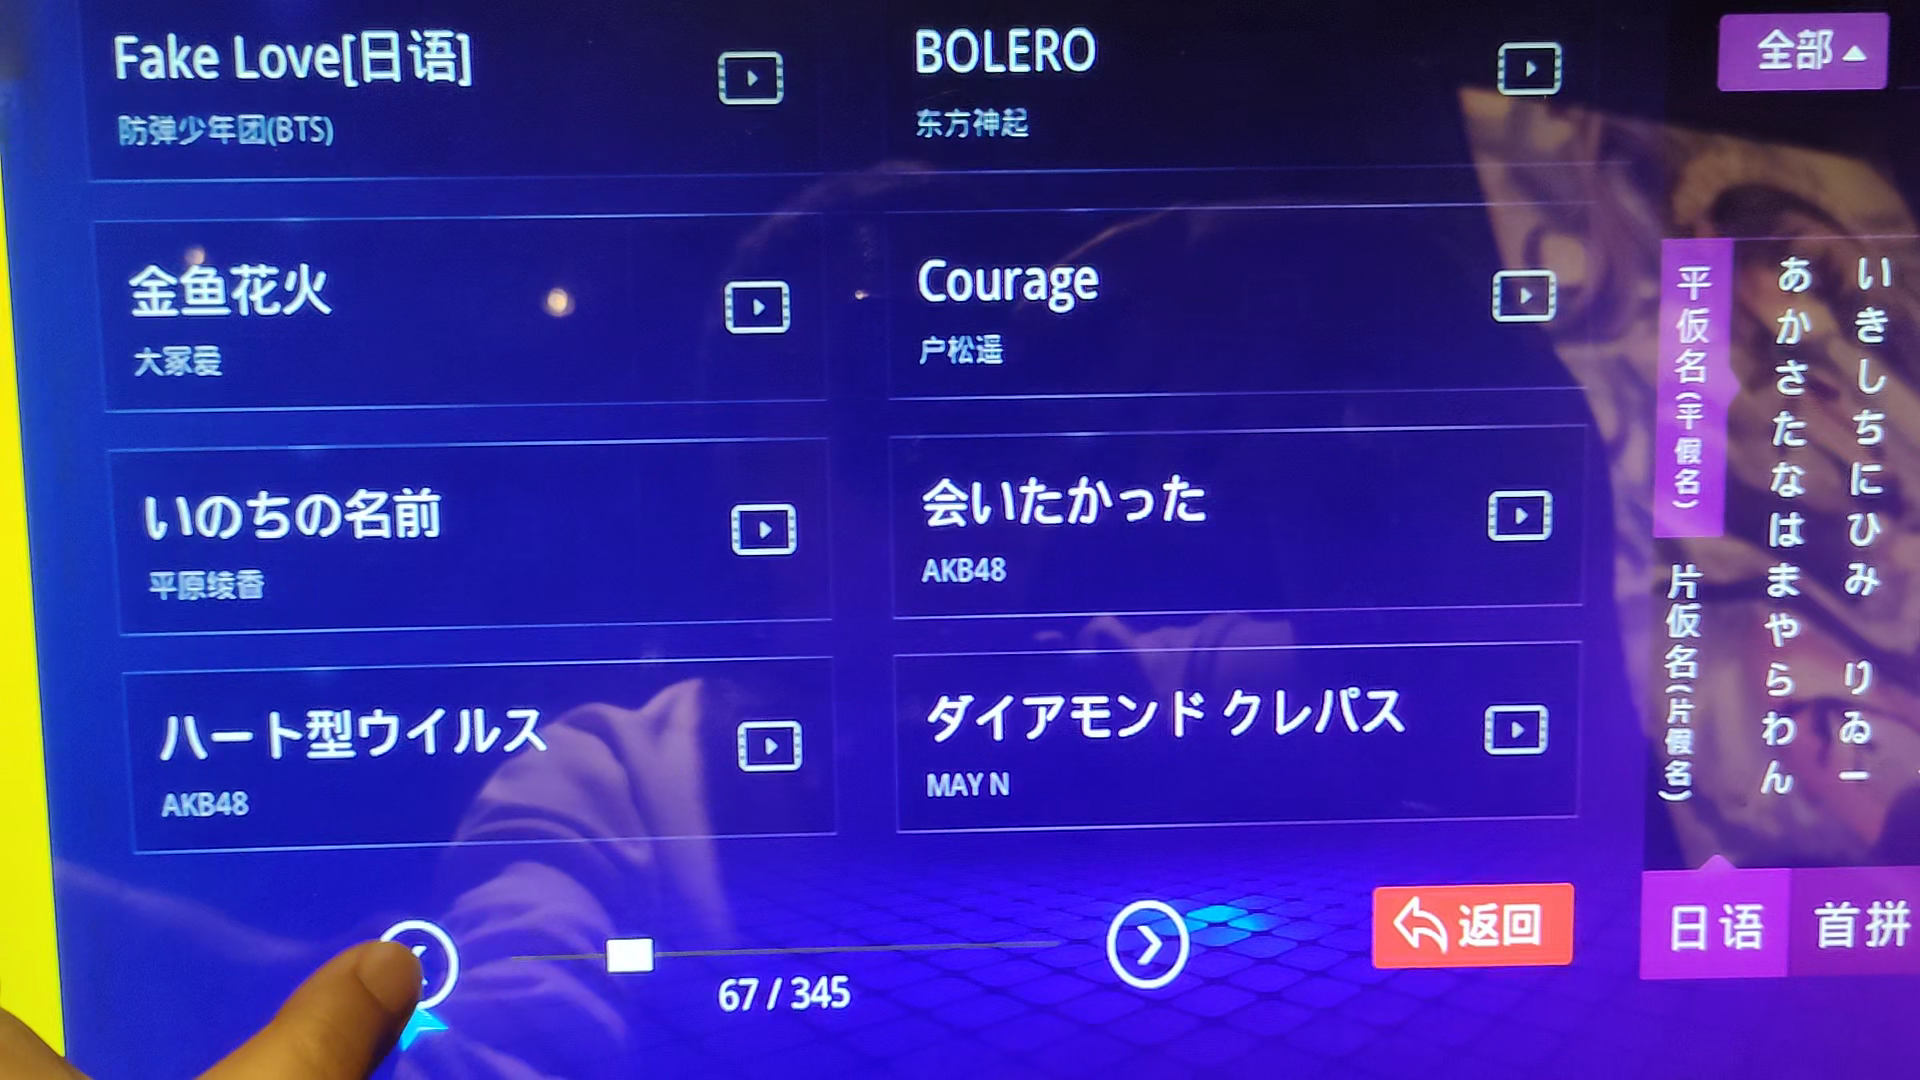 Fake Love[日语]
防弹少年团(BTS)
BOLERO
东方神起
金鱼花火
大冢爱
Courage
户松遥
いのちの名前
平原绫香
会いたかった
AKB48
ハート型ウイルス
AKB48
ダイアモンド クレパス
MAY N
67 / 345
返回
全部
平仮名(平假名)
片仮名(片假名)
あかさたなはまやらわん
いきしちにひみ りゐー
日语
首拼